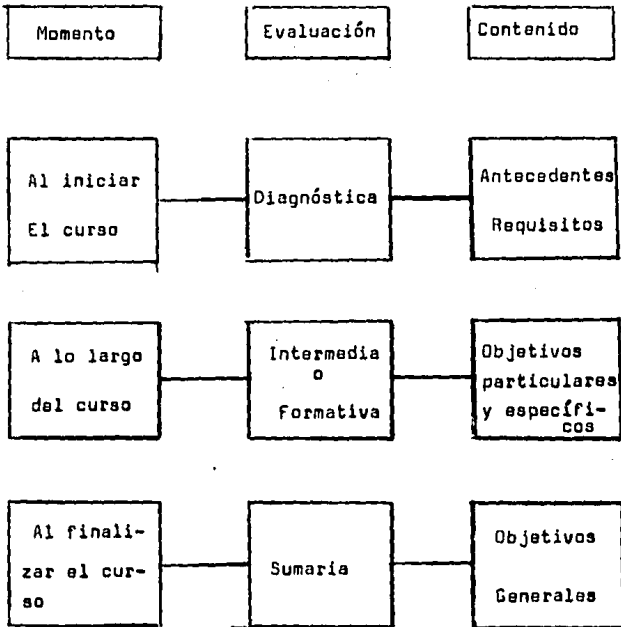 Momento
Evaluación
Contenido
Al iniciar
El curso
Diagnóstica
Antecedentes
Requisitos
A lo largo
del curso
Intermedia
o
Formativa
Objetivos
particulares
y específi-
cos
Al finali-
zar el cur-
so
Sumaria
Objetivos
Generales